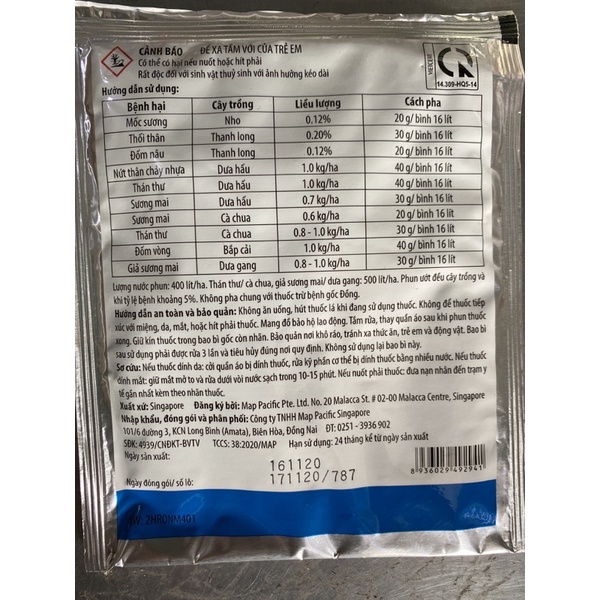 CẢNH BÁO ĐỂ XA TẦM VỚI CỦA TRẺ EM
Có thể có hại nếu nuốt hoặc hít phải
Rất độc đối với sinh vật thuỷ sinh với ảnh hưởng kéo dài
VIETCERT
14.309-HQ5-14
Hướng dẫn sử dụng:
Bệnh hại Cây trồng Liều lượng Cách pha
Mốc sương Nho 0.12% 20 g/ bình 16 lít
Thối thân Thanh long 0.20% 30 g/ bình 16 lít
Đốm nâu Thanh long 0.12% 20 g/ bình 16 lít
Nứt thân chảy nhựa Dưa hấu 1.0 kg/ha 40 g/ bình 16 lít
Thán thư Dưa hấu 1.0 kg/ha 40 g/ bình 16 lít
Sương mai Dưa hấu 0.7 kg/ha 30 g/ bình 16 lít
Sương mai Cà chua 0.6 kg/ha 20 g/ bình 16 lít
Thán thư Cà chua 0.8 - 1.0 kg/ha 30 g/ bình 16 lít
Đốm vòng Bắp cải 1.0 kg/ha 40 g/ bình 16 lít
Giả sương mai Dưa gang 0.8 - 1.0 kg/ha 30 g/ bình 16 lít
Lượng nước phun: 400 lít/ha. Thán thư/ cà chua, giả sương mai/ dưa gang: 500 lít/ha. Phun ướt đều cây trồng và
khi tỷ lệ bệnh khoảng 5%. Không pha chung với thuốc trừ bệnh gốc Đồng.
Hướng dẫn an toàn và bảo quản: Không ăn uống, hút thuốc lá khi đang sử dụng thuốc. Không để thuốc tiếp
xúc với miệng, da, mắt, hoặc hít phải thuốc. Mang đồ bảo hộ lao động. Tắm rửa, thay quần áo sau khi phun thuốc
xong. Giữ kín thuốc trong bao bì gốc còn nhãn. Bảo quản nơi khô ráo, tránh xa thức ăn, trẻ em và động vật. Bao bì
sau sử dụng phải được rửa 3 lần và tiêu hủy đúng nơi quy định. Không sử dụng lại bao bì này.
Sơ cứu: Nếu thuốc dính da: cởi quần áo bị dính thuốc, rửa kỹ phần cơ thể bị dính thuốc bằng nhiều nước. Nếu thuốc
dính mắt: giữ mắt mở to và rửa dưới vòi nước sạch trong 10-15 phút. Nếu nuốt phải thuốc: đưa nạn nhân đến trạm y
tế gần nhất kèm theo nhãn thuốc.
Xuất xứ: Singapore Đăng ký bởi: Map Pacific Pte. Ltd. No. 20 Malacca St. # 02-00 Malacca Centre, Singapore
Nhập khẩu, đóng gói và phân phối: Công ty TNHH Map Pacific Singapore
101/6 đường 3, KCN Long Bình (Amata), Biên Hòa, Đồng Nai ĐT: 0251 - 3936 902
SĐK: 4939/CNĐKT-BVTV TCCS: 38:2020/MAP Hạn sử dụng: 24 tháng kể từ ngày sản xuất
Ngày sản xuất: 161120
Ngày đóng gói/ số lô: 171120/787
8 936029 492941
NV: 2HRONM401